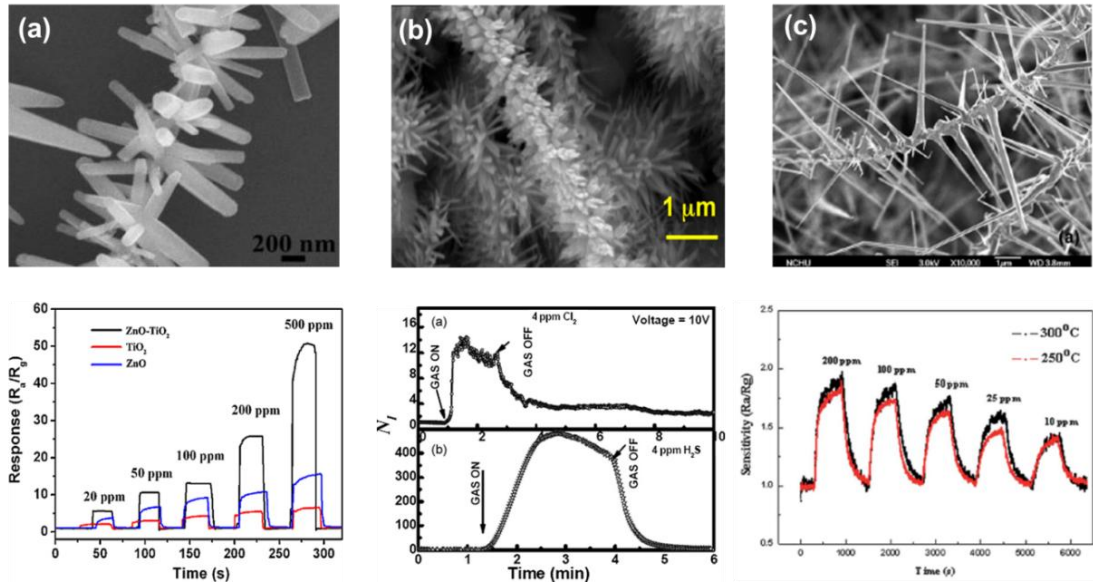 (a)
200 nm
(b)
1 μm
(c)
(a)
NCHU SEI 3.0kV X10,000 1μm WD 3.8mm
Response (Ra/Rg)
60
50
40
30
20
10
0
ZnO-TiO2
TiO2
ZnO
20 ppm
50 ppm
100 ppm
200 ppm
500 ppm
0 50 100 150 200 250 300
Time (s)
NI
(a)
4 ppm Cl2
Voltage = 10V
16
12
8
4
0
GAS ON
GAS OFF
0 2 4 6 8 10
(b)
4 ppm H2S
400
300
200
100
0
GAS ON
GAS OFF
0 1 2 3 4 5 6
Time (min)
Sensitivity (Ra/Rg)
2.5
2.0
1.5
1.0
0.5
300°C
250°C
200 ppm
100 ppm
50 ppm
25 ppm
10 ppm
0 1000 2000 3000 4000 5000 6000
Time (s)